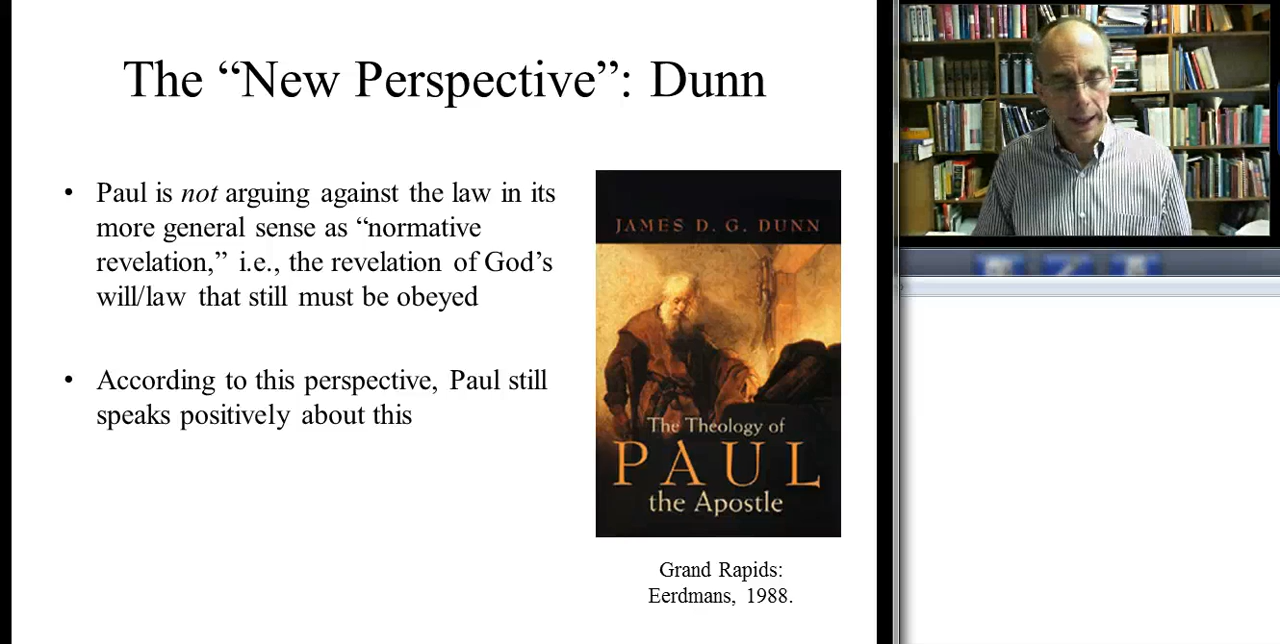 The “New Perspective”: Dunn
• Paul is not arguing against the law in its
more general sense as “normative
revelation,” i.e., the revelation of God’s
will/law that still must be obeyed
• According to this perspective, Paul still
speaks positively about this
JAMES D. G. DUNN
The Theology of
PAUL
the Apostle
Grand Rapids:
Eerdmans, 1988.